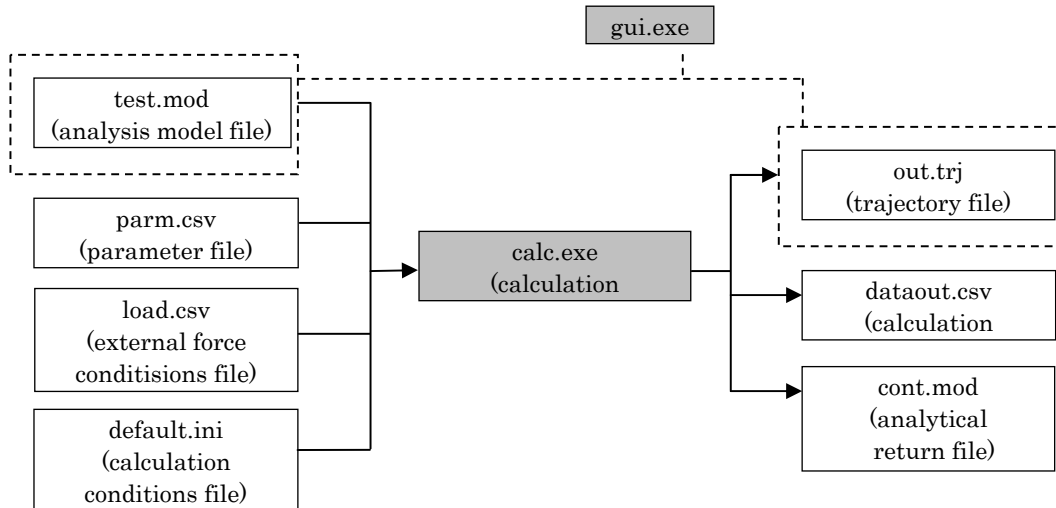 gui.exe
test.mod
(analysis model file)
parm.csv
(parameter file)
load.csv
(external force
conditisions file)
default.ini
(calculation
conditions file)
calc.exe
(calculation
out.trj
(trajectory file)
dataout.csv
(calculation
cont.mod
(analytical
return file)